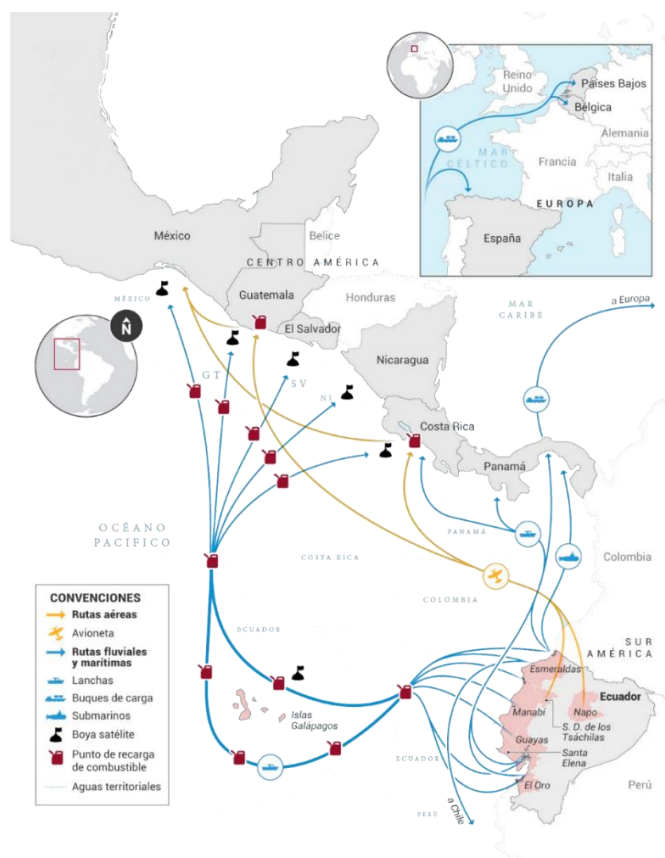 Reino
Unido
Países Bajos
Bélgica
Alemania
MAR
CÉLTICO
Francia
Italia
EUROPA
España
México
Belice
CENTRO AMÉRICA
MÉXICO
Guatemala
Honduras
MAR
CARIBE
a Europa
N
El Salvador
GT
SV
NI
Nicaragua
Costa Rica
Panamá
OCÉANO
PACIFICO
PANAMÁ
COSTA RICA
Colombia
COLOMBIA
CONVENCIONES
Rutas aéreas
Avioneta
Rutas fluviales
y marítimas
Lanchas
Buques de carga
Submarinos
Boya satélite
Punto de recarga
de combustible
Aguas territoriales
ECUADOR
SUR
AMÉRICA
Esmeraldas
Ecuador
Islas
Galápagos
Manabí
Napo
S. D. de los
Tsáchilas
Guayas
Santa
Elena
ECUADOR
El Oro
Perú
PERÚ
a Chile